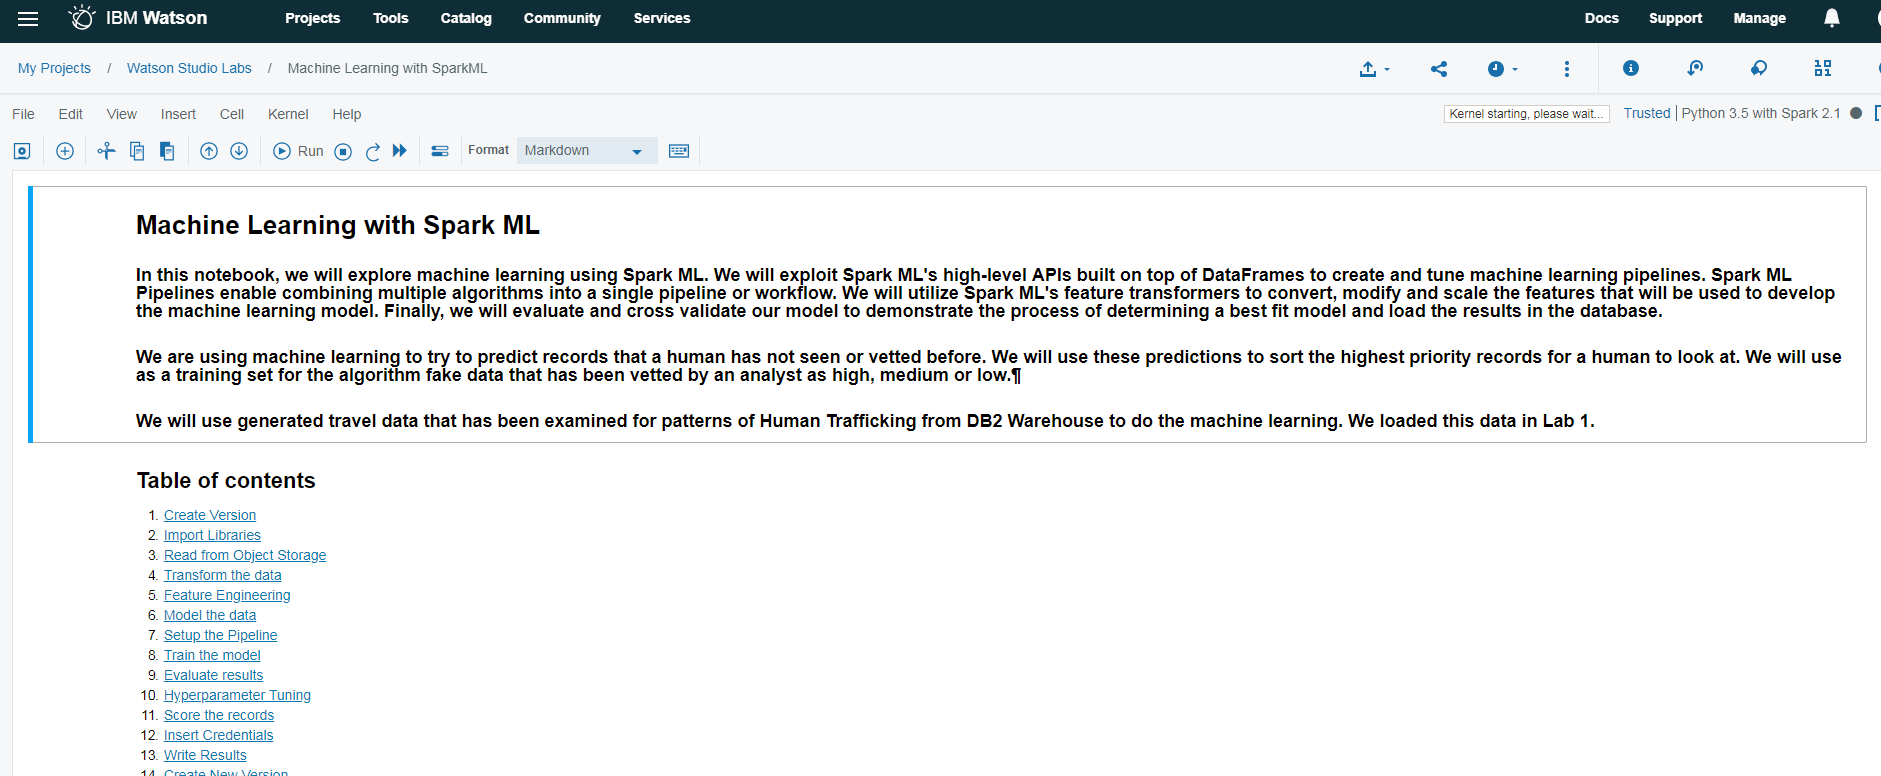 IBM Watson Projects Tools Catalog Community Services Docs Support Manage
My Projects / Watson Studio Labs / Machine Learning with SparkML
File Edit View Insert Cell Kernel Help Kernel starting, please wait... Trusted | Python 3.5 with Spark 2.1
Run Format Markdown
Machine Learning with Spark ML
In this notebook, we will explore machine learning using Spark ML. We will exploit Spark ML's high-level APIs built on top of DataFrames to create and tune machine learning pipelines. Spark ML
Pipelines enable combining multiple algorithms into a single pipeline or workflow. We will utilize Spark ML's feature transformers to convert, modify and scale the features that will be used to develop
the machine learning model. Finally, we will evaluate and cross validate our model to demonstrate the process of determining a best fit model and load the results in the database.
We are using machine learning to try to predict records that a human has not seen or vetted before. We will use these predictions to sort the highest priority records for a human to look at. We will use
as a training set for the algorithm fake data that has been vetted by an analyst as high, medium or low.¶
We will use generated travel data that has been examined for patterns of Human Trafficking from DB2 Warehouse to do the machine learning. We loaded this data in Lab 1.
Table of contents
1. Create Version
2. Import Libraries
3. Read from Object Storage
4. Transform the data
5. Feature Engineering
6. Model the data
7. Setup the Pipeline
8. Train the model
9. Evaluate results
10. Hyperparameter Tuning
11. Score the records
12. Insert Credentials
13. Write Results
14. Create New Version